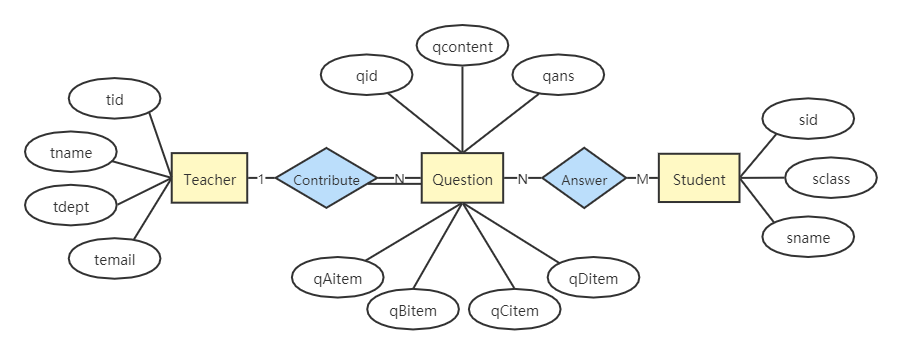 qcontent
qid
qans
tid
sid
tname
Teacher
1
Contribute
N
Question
N
Answer
M
Student
sclass
tdept
sname
temail
qAitem
qDitem
qBitem
qCitem